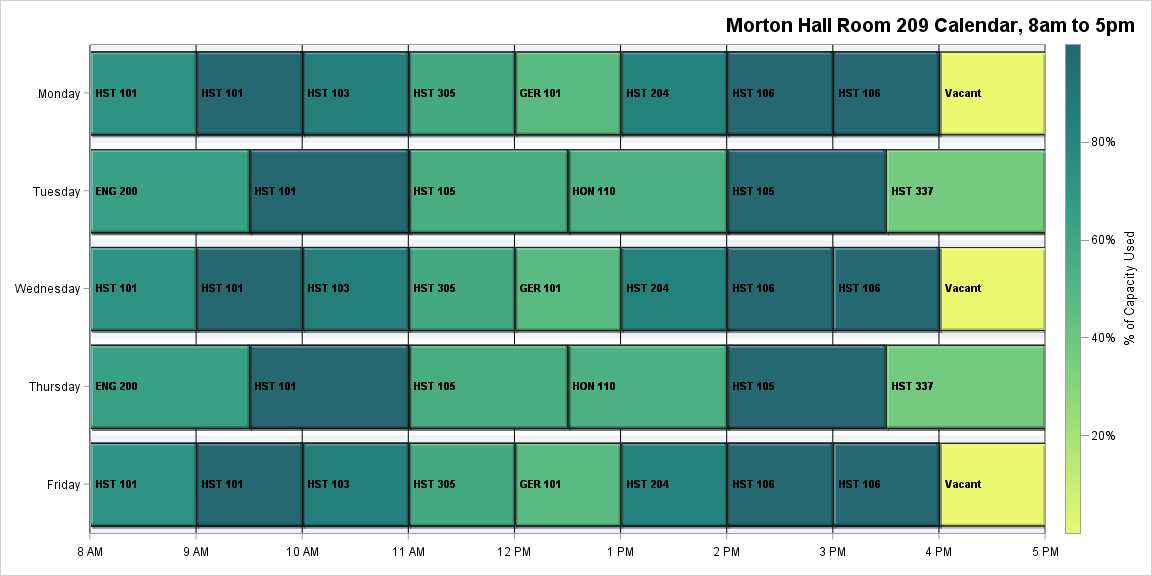 Morton Hall Room 209 Calendar, 8am to 5pm
Monday HST 101 HST 101 HST 103 HST 305 GER 101 HST 204 HST 106 HST 106 Vacant
Tuesday ENG 200 HST 101 HST 105 HON 110 HST 105 HST 337
Wednesday HST 101 HST 101 HST 103 HST 305 GER 101 HST 204 HST 106 HST 106 Vacant
Thursday ENG 200 HST 101 HST 105 HON 110 HST 105 HST 337
Friday HST 101 HST 101 HST 103 HST 305 GER 101 HST 204 HST 106 HST 106 Vacant
8 AM 9 AM 10 AM 11 AM 12 PM 1 PM 2 PM 3 PM 4 PM 5 PM
80%
60%
40%
20%
% of Capacity Used